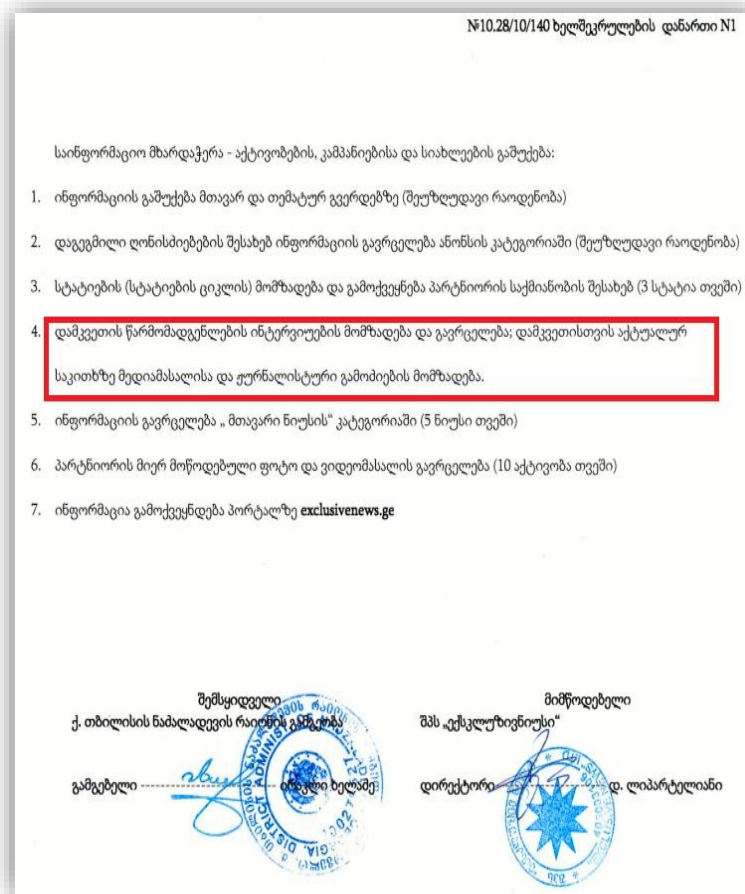 №10.28/10/140 ხელშეკრულების დანართი N1
საინფორმაციო მხარდაჭერა - აქტივობების, კამპანიებისა და სიახლეების გაშუქება:
1. ინფორმაციის გაშუქება მთავარ და თემატურ გვერდებზე (შეუზღუდავი რაოდენობა)
2. დაგეგმილი ღონისძიებების შესახებ ინფორმაციის გავრცელება ანონსის კატეგორიაში (შეუზღუდავი რაოდენობა)
3. სტატიების (სტატიების ციკლის) მომზადება და გამოქვეყნება პარტნიორის საქმიანობის შესახებ (3 სტატია თვეში)
4. დამკვეთის წარმომადგენლების ინტერვიუების მომზადება და გავრცელება; დამკვეთისთვის აქტუალურ
საკითხზე მედიამასალისა და ჟურნალისტური გამოძიების მომზადება.
5. ინფორმაციის გავრცელება „ მთავარი ნიუსის“ კატეგორიაში (5 ნიუსი თვეში)
6. პარტნიორის მიერ მოწოდებული ფოტო და ვიდეომასალის გავრცელება (10 აქტივობა თვეში)
7. ინფორმაცია გამოქვეყნდება პორტალზე exclusivenews.ge
შემსყიდველი
ქ. თბილისის ნაძალადევის რაიონის გამგეობა
გამგებელი ირაკლი ხელაძე
მიმწოდებელი
შპს „ექსკლუზივნიუსი“
დირექტორი დ. ლიპარტელიანი
DISTRICT ADMINIST